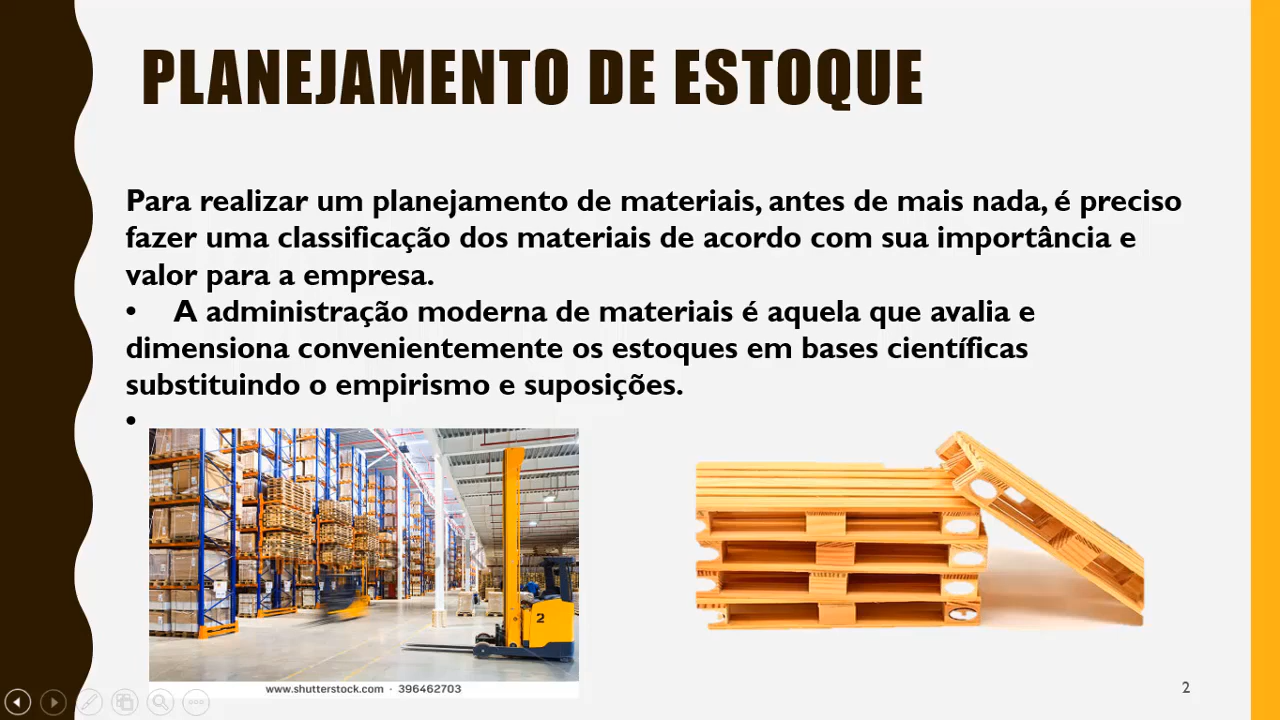 PLANEJAMENTO DE ESTOQUE
Para realizar um planejamento de materiais, antes de mais nada, é preciso
fazer uma classificação dos materiais de acordo com sua importância e
valor para a empresa.
• A administração moderna de materiais é aquela que avalia e
dimensiona convenientemente os estoques em bases científicas
substituindo o empirismo e suposições.
•
2
www.shutterstock.com · 396462703
2